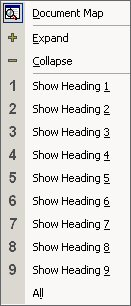 Document Map
Expand
Collapse
1 Show Heading 1
2 Show Heading 2
3 Show Heading 3
4 Show Heading 4
5 Show Heading 5
6 Show Heading 6
7 Show Heading 7
8 Show Heading 8
9 Show Heading 9
All